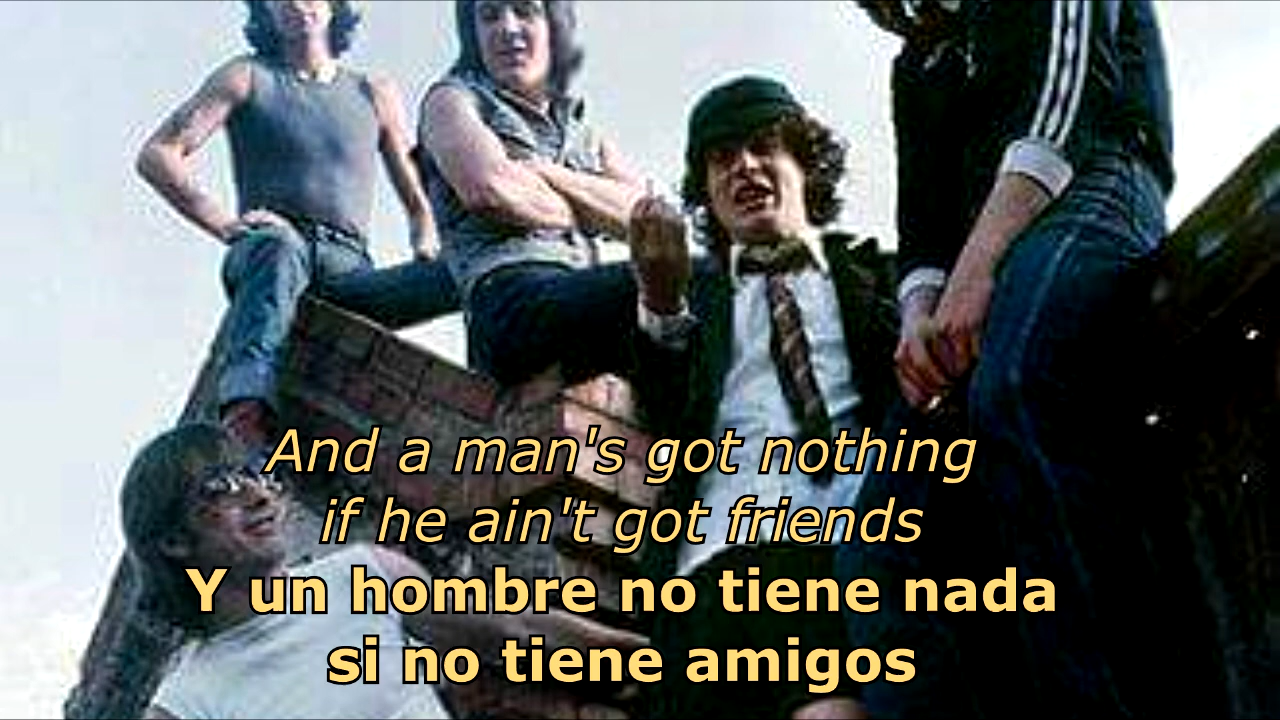 And a man's got nothing
if he ain't got friends
Y un hombre no tiene nada
si no tiene amigos